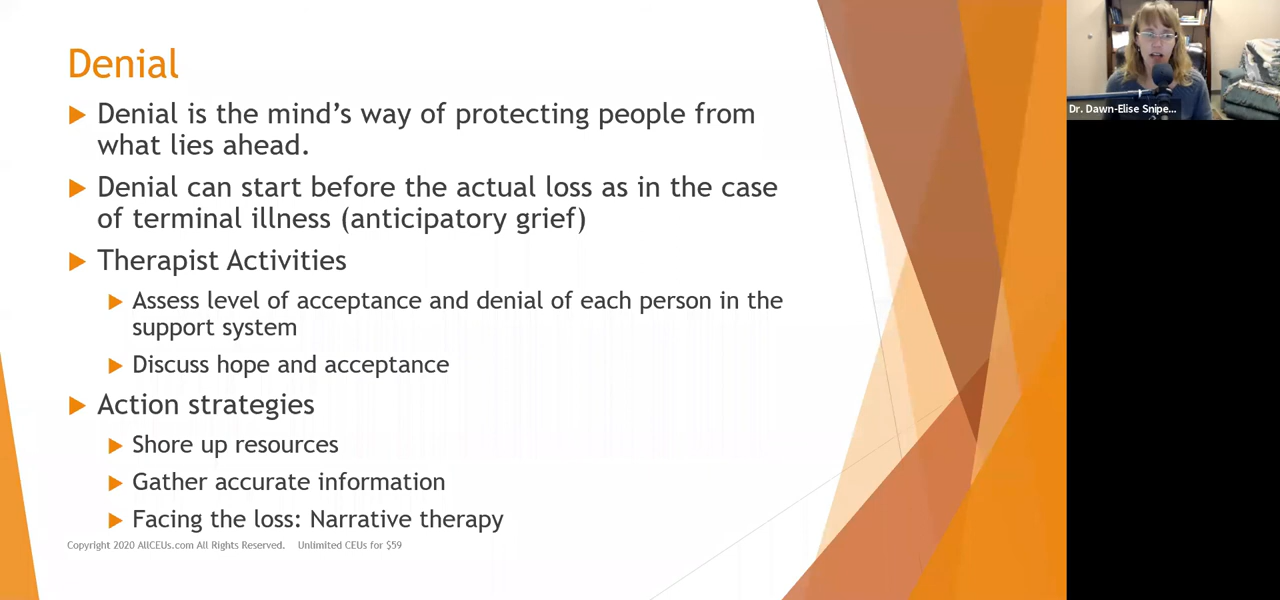 Denial
Denial is the mind’s way of protecting people from
what lies ahead.
Denial can start before the actual loss as in the case
of terminal illness (anticipatory grief)
Therapist Activities
Assess level of acceptance and denial of each person in the
support system
Discuss hope and acceptance
Action strategies
Shore up resources
Gather accurate information
Facing the loss: Narrative therapy
Copyright 2020 AllCEUs.com All Rights Reserved. Unlimited CEUs for $59
Dr. Dawn-Elise Snipe...